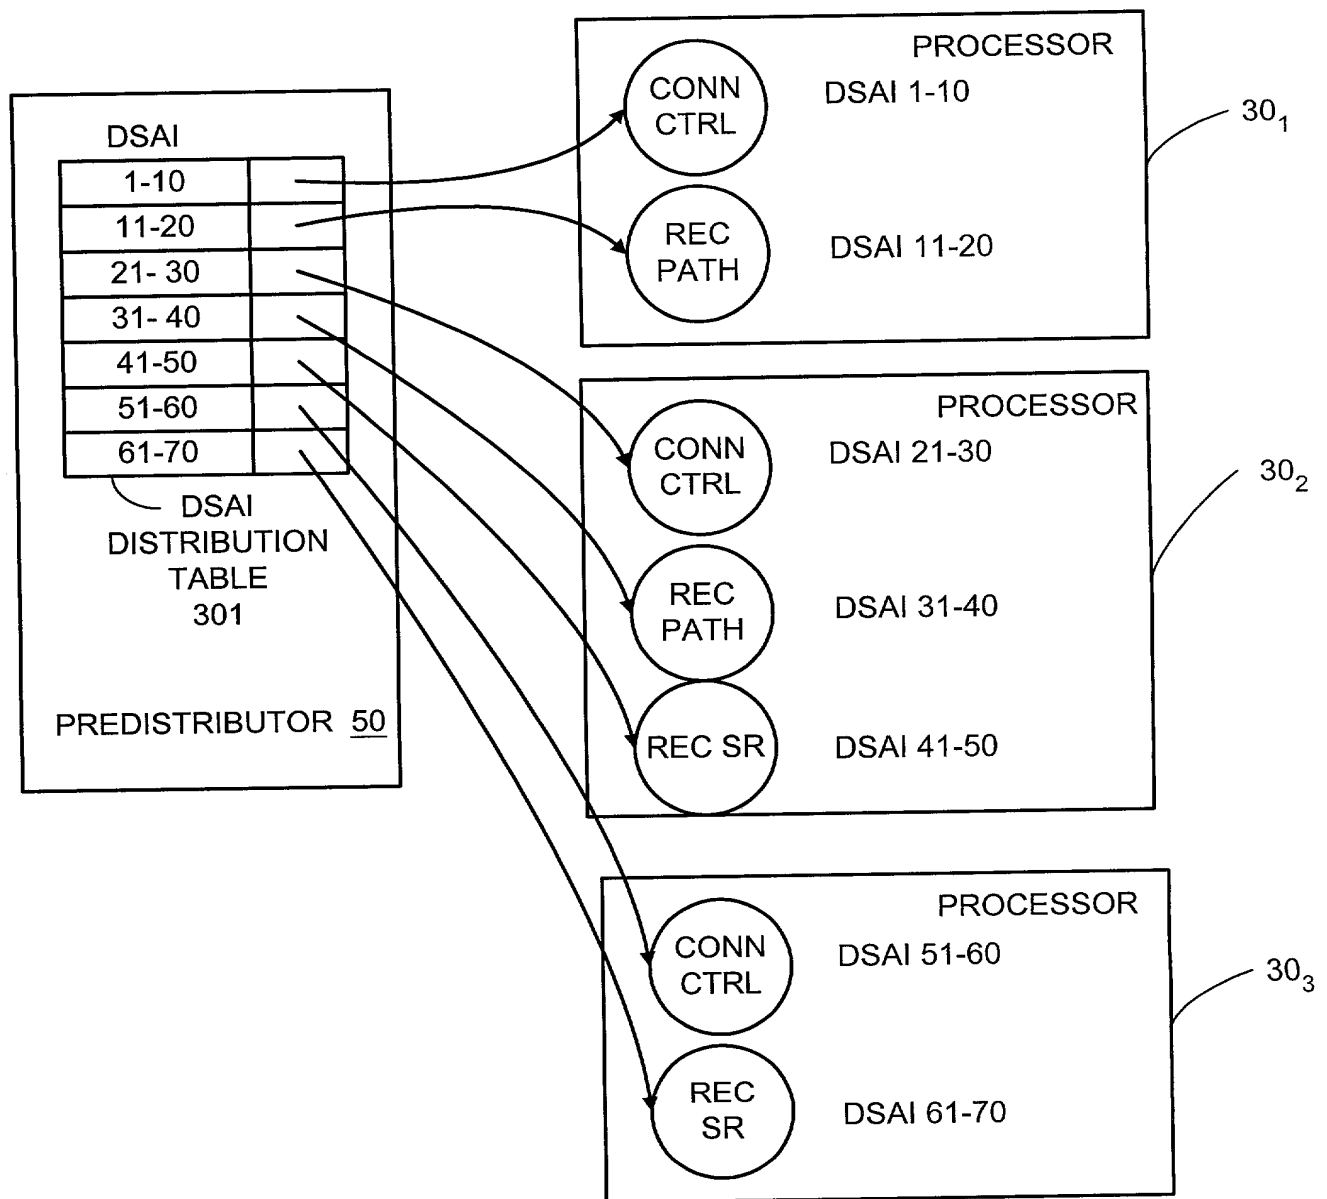 DSAI
1-10
11-20
21- 30
31- 40
41-50
51-60
61-70
DSAI
DISTRIBUTION
TABLE
301
PREDISTRIBUTOR 50
PROCESSOR
CONN
CTRL
DSAI 1-10
REC
PATH
DSAI 11-20
30₁
PROCESSOR
CONN
CTRL
DSAI 21-30
REC
PATH
DSAI 31-40
REC SR
DSAI 41-50
30₂
PROCESSOR
CONN
CTRL
DSAI 51-60
REC
SR
DSAI 61-70
30₃